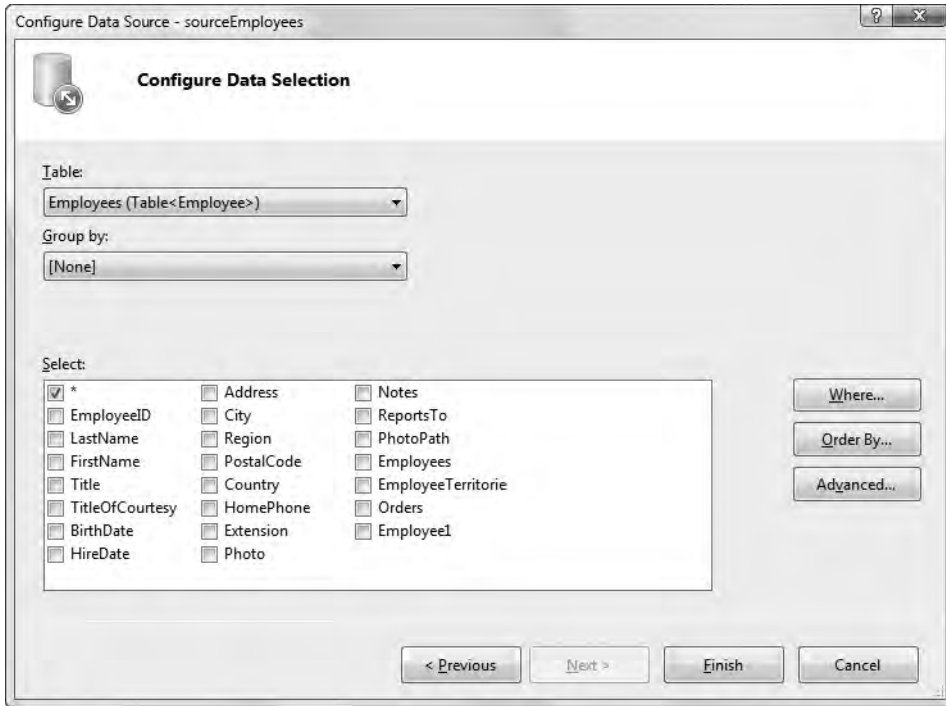 Configure Data Source - sourceEmployees
?
Configure Data Selection
Table:
Employees (Table<Employee>)
Group by:
[None]
Select:
* Address Notes
EmployeeID City ReportsTo
LastName Region PhotoPath
FirstName PostalCode Employees
Title Country EmployeeTerritorie
TitleOfCourtesy HomePhone Orders
BirthDate Extension Employee1
HireDate Photo
Where...
Order By...
Advanced...
< Previous Next > Finish Cancel